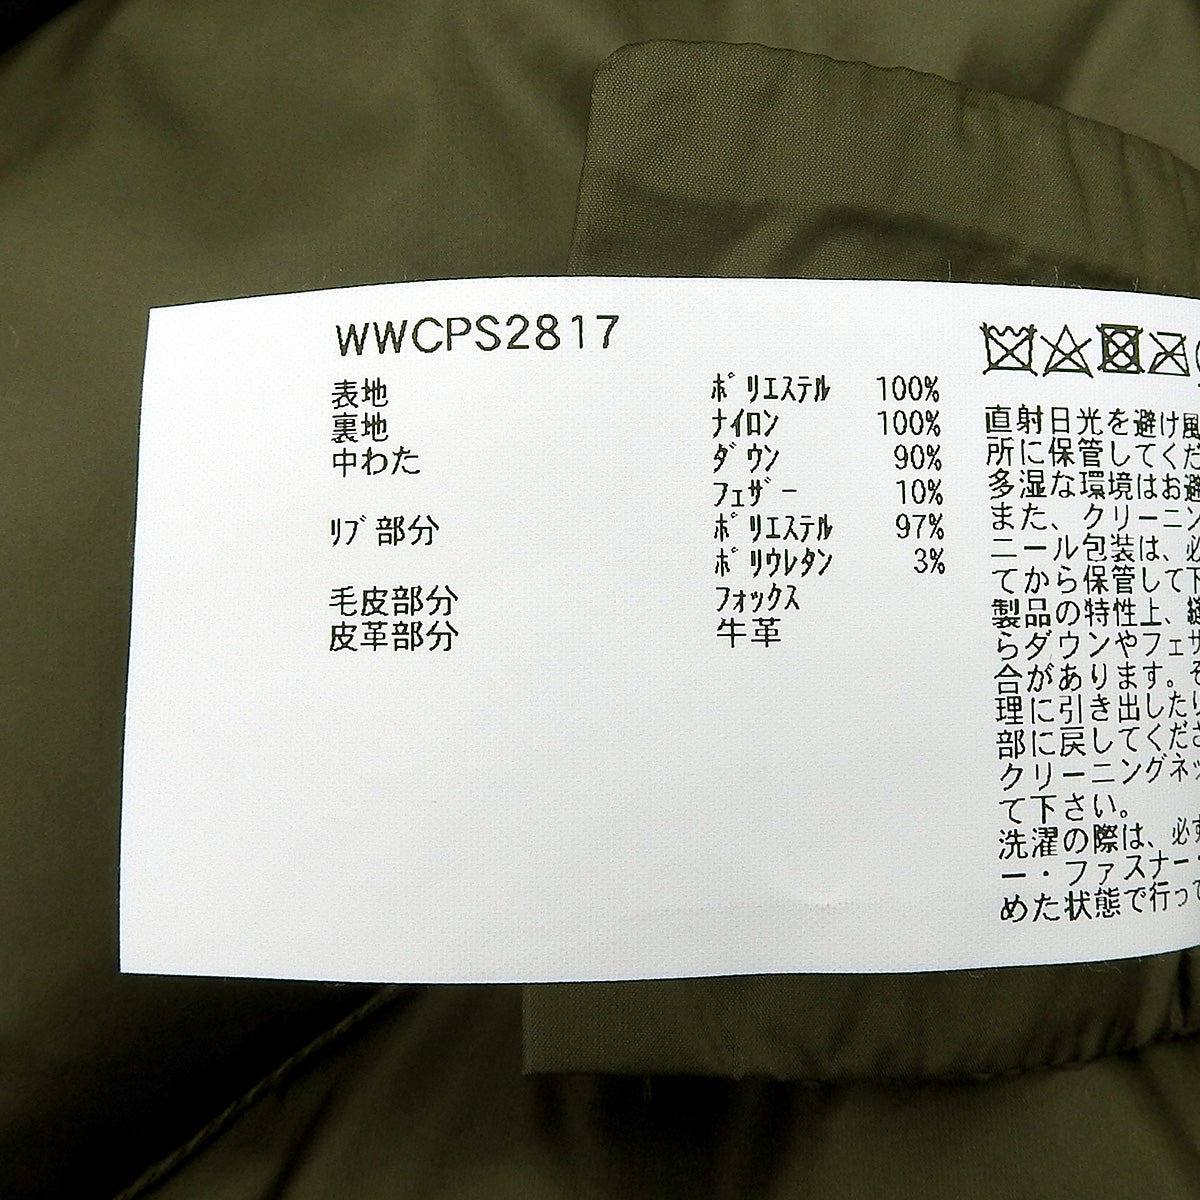 WWCPS2817
表地 ﾎﾟﾘｴｽﾃﾙ 100%
裏地 ﾅｲﾛﾝ 100%
中わた ﾀﾞｳﾝ 90%
ﾌｪｻﾞｰ 10%
ﾘﾌﾞ部分 ﾎﾟﾘｴｽﾃﾙ 97%
ﾎﾟﾘｳﾚﾀﾝ 3%
毛皮部分 ﾌｫｯｸｽ
皮革部分 牛革
直射日光を避け風
所に保管してくだ
多湿な環境はお避
また、クリーニン
ニール包装は、必
てから保管して下
製品の特性上、縫
らダウンやフェザ
合があります。そ
理に引き出したり
部に戻してくださ
クリーニングネッ
て下さい。
洗濯の際は、必ず
ー・ファスナー
めた状態で行って